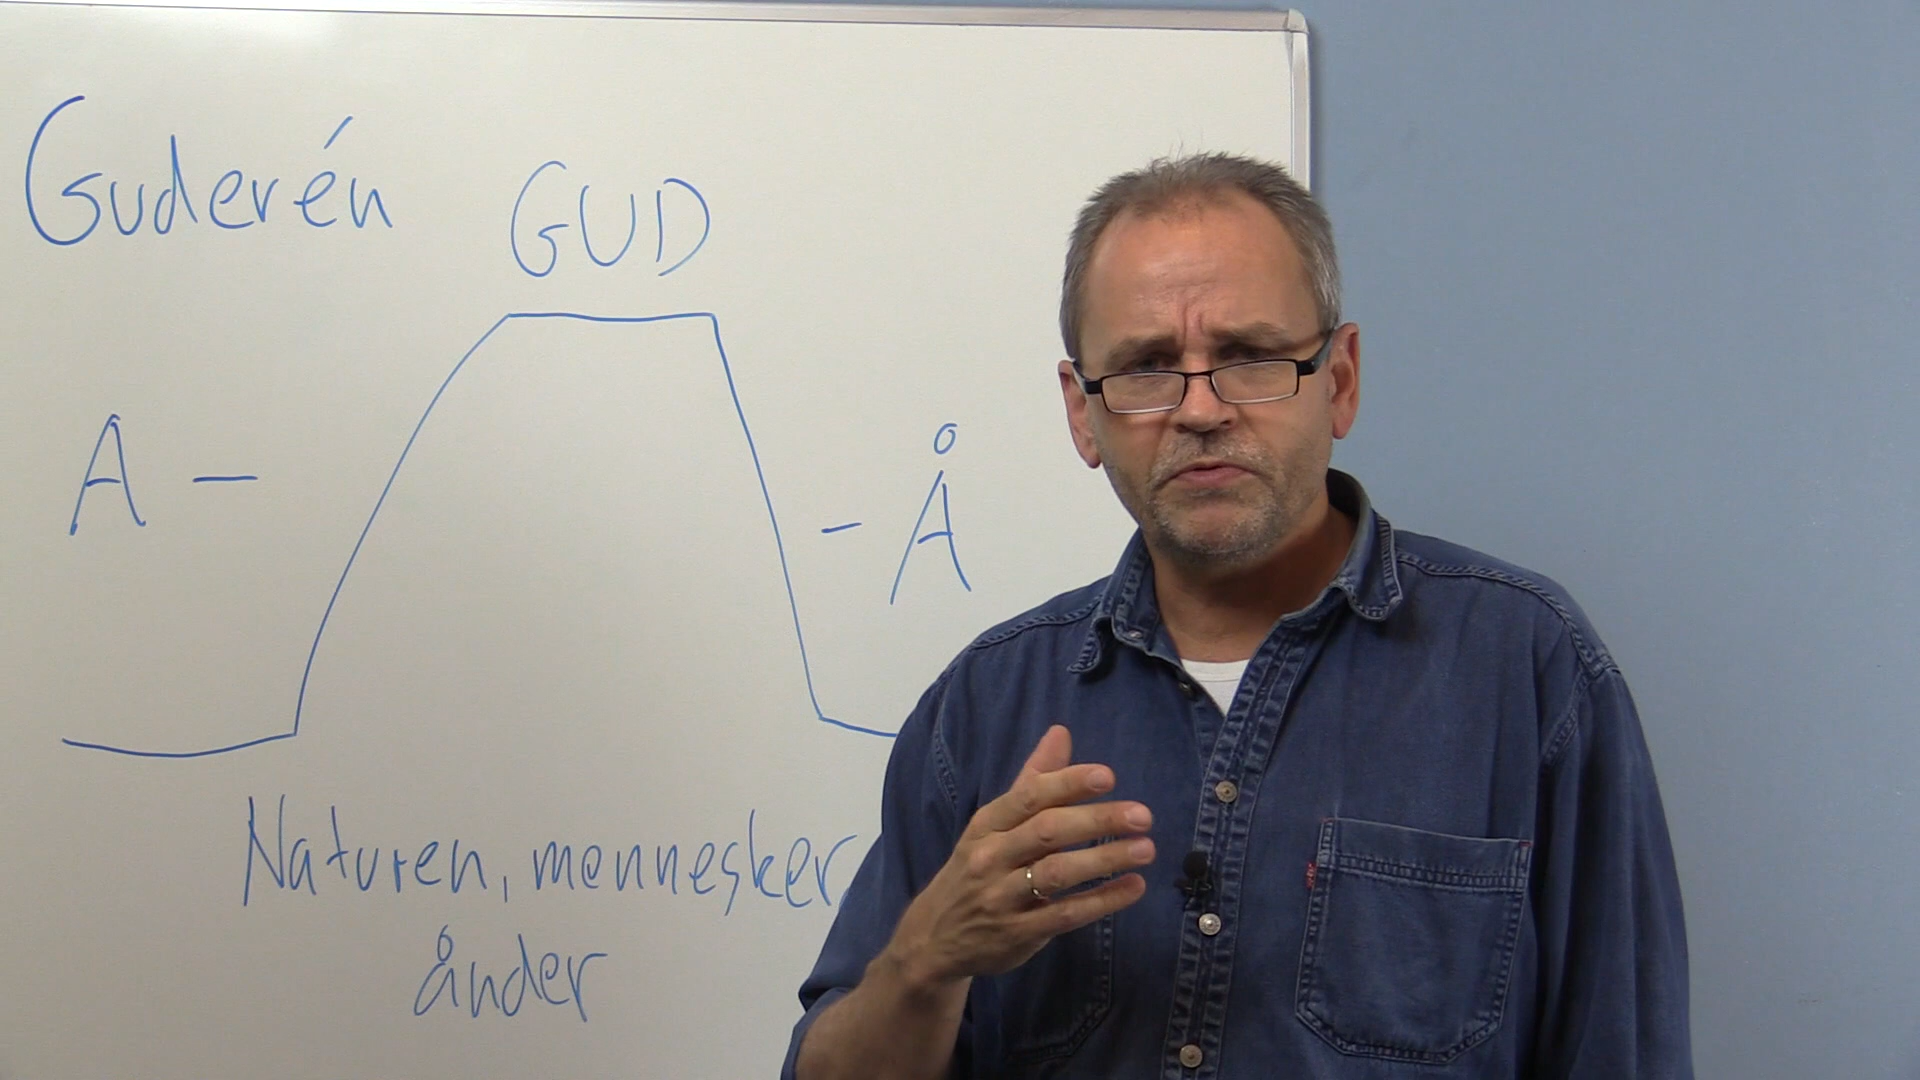 Guderén
GUD
A –
– Å
Naturen, mennesker,
ånder